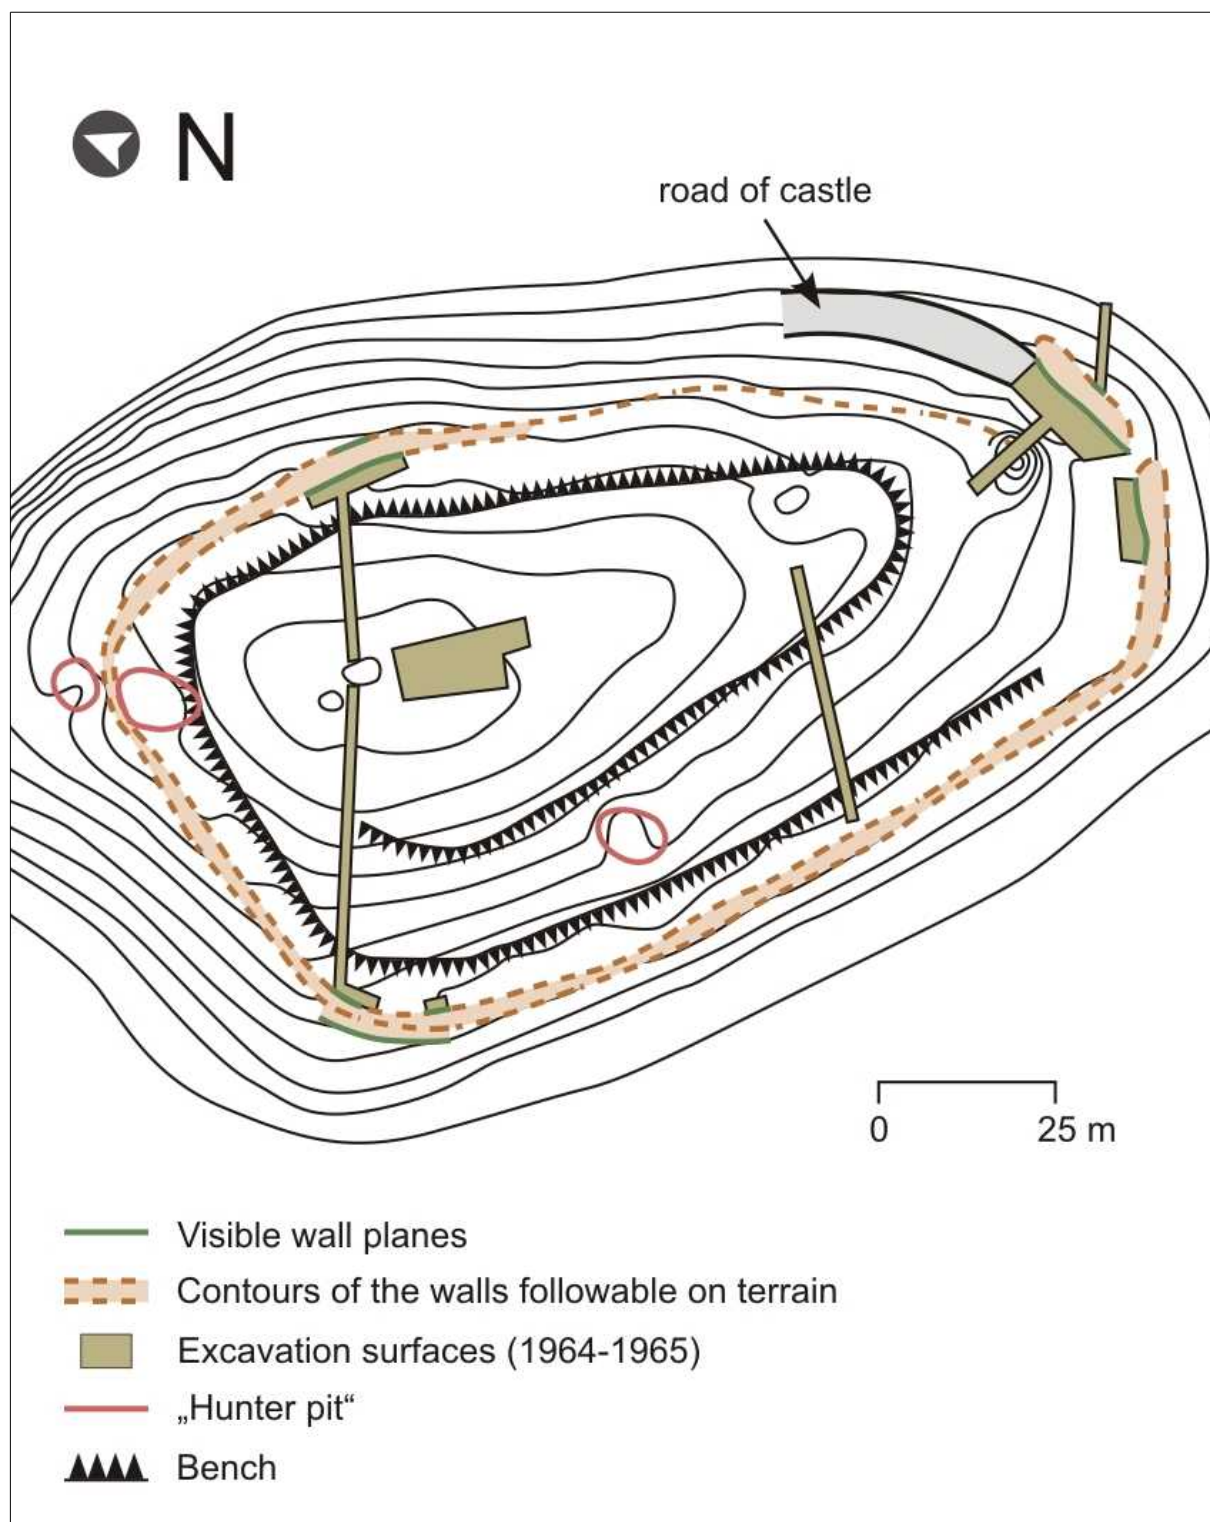 N
road of castle
0
25 m
Visible wall planes
Contours of the walls followable on terrain
Excavation surfaces (1964-1965)
„Hunter pit“
Bench